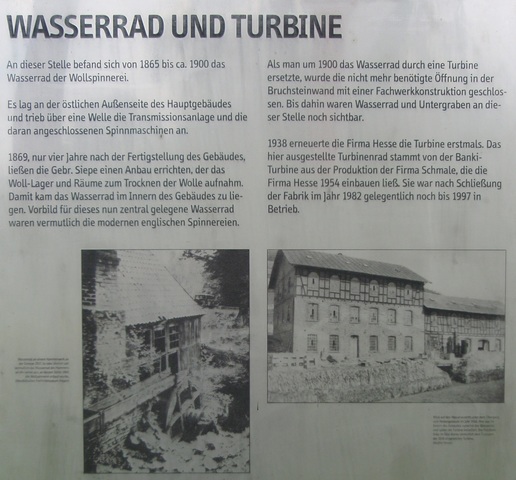 WASSERRAD UND TURBINE
An dieser Stelle befand sich von 1865 bis ca. 1900 das
Wasserrad der Wollspinnerei.
Es lag an der östlichen Außenseite des Hauptgebäudes
und trieb über eine Welle die Transmissionsanlage und die
daran angeschlossenen Spinnmaschinen an.
1869, nur vier Jahre nach der Fertigstellung des Gebäudes,
ließen die Gebr. Siepe einen Anbau errichten, der das
Woll-Lager und Räume zum Trocknen der Wolle aufnahm.
Damit kam das Wasserrad im Innern des Gebäudes zu lie-
gen. Vorbild für dieses nun zentral gelegene Wasserrad
waren vermutlich die modernen englischen Spinnereien.
Als man um 1900 das Wasserrad durch eine Turbine
ersetzte, wurde die nicht mehr benötigte Öffnung in der
Bruchsteinwand mit einer Fachwerkkonstruktion geschlos-
sen. Bis dahin waren Wasserrad und Untergraben an die-
ser Stelle noch sichtbar.
1938 erneuerte die Firma Hesse die Turbine erstmals. Das
hier ausgestellte Turbinenrad stammt von der Banki-
Turbine aus der Produktion der Firma Schmale, die die
Firma Hesse 1954 einbauen ließ. Sie war nach Schließung
der Fabrik im Jahr 1982 gelegentlich noch bis 1997 in
Betrieb.